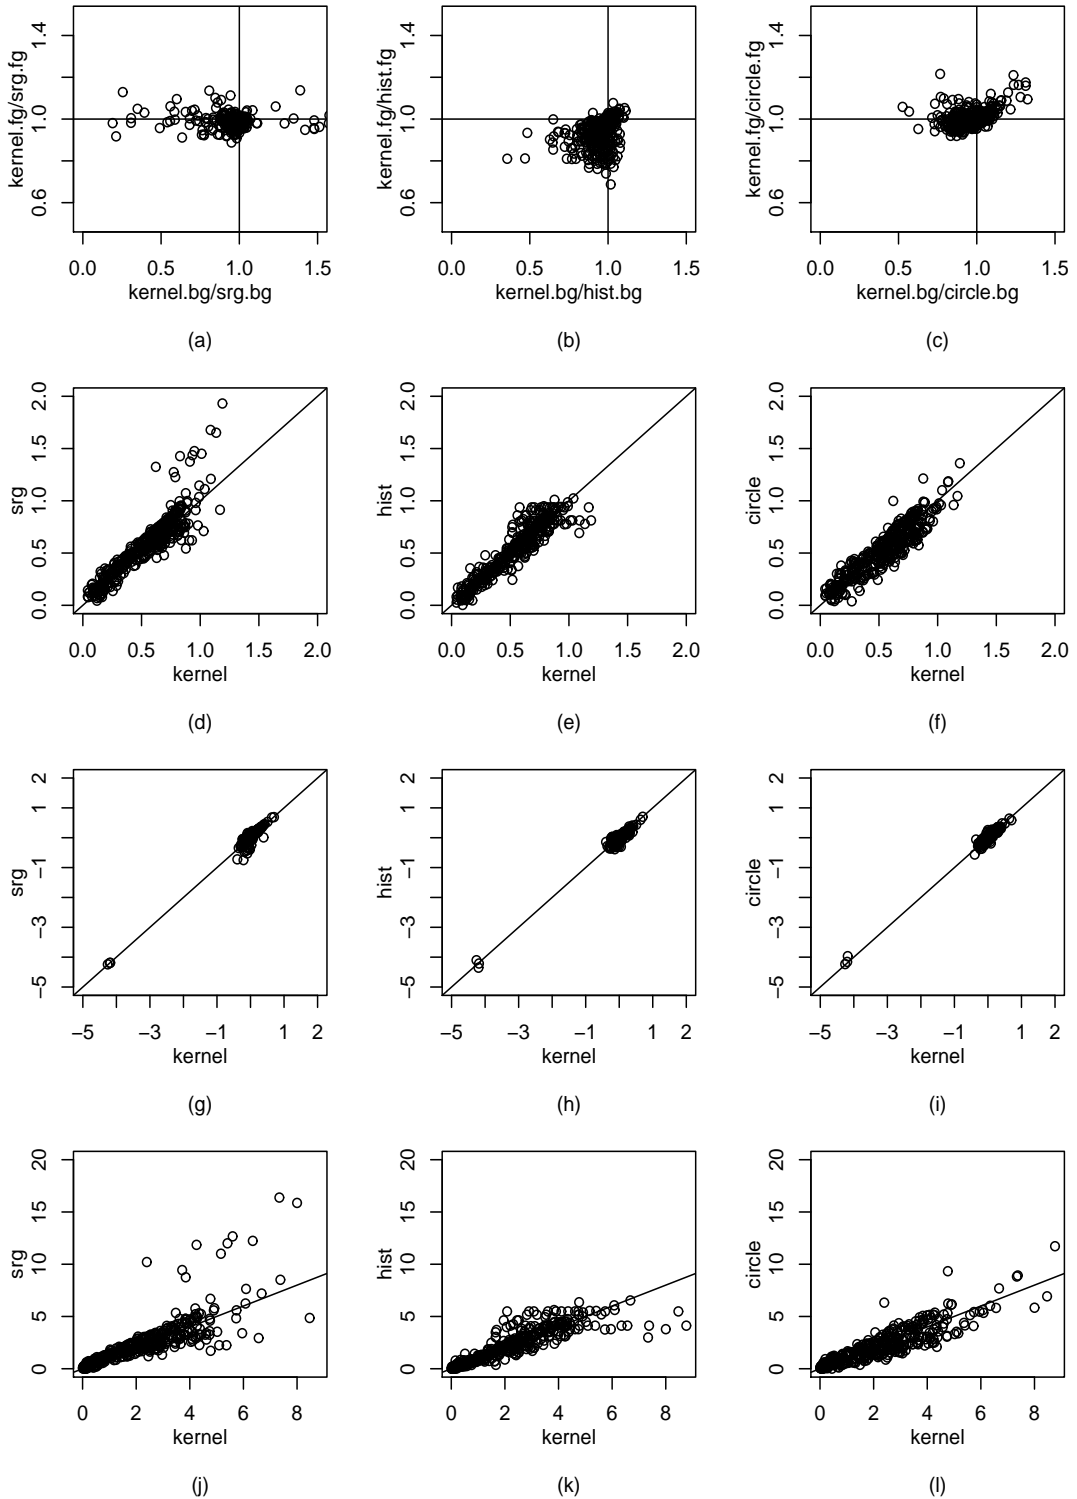 kernel.fg/srg.fg
0.6 1.0 1.4
0.0 0.5 1.0 1.5
kernel.bg/srg.bg
(a)
kernel.fg/hist.fg
0.6 1.0 1.4
0.0 0.5 1.0 1.5
kernel.bg/hist.bg
(b)
kernel.fg/circle.fg
0.6 1.0 1.4
0.0 0.5 1.0 1.5
kernel.bg/circle.bg
(c)
srg
0.0 0.5 1.0 1.5 2.0
0.0 0.5 1.0 1.5 2.0
kernel
(d)
hist
0.0 0.5 1.0 1.5 2.0
0.0 0.5 1.0 1.5 2.0
kernel
(e)
circle
0.0 0.5 1.0 1.5 2.0
0.0 0.5 1.0 1.5 2.0
kernel
(f)
srg
−5 −3 −1 1 2
−5 −3 −1 1 2
kernel
(g)
hist
−5 −3 −1 1 2
−5 −3 −1 1 2
kernel
(h)
circle
−5 −3 −1 1 2
−5 −3 −1 1 2
kernel
(i)
srg
0 5 10 15 20
0 2 4 6 8
kernel
(j)
hist
0 5 10 15 20
0 2 4 6 8
kernel
(k)
circle
0 5 10 15 20
0 2 4 6 8
kernel
(l)